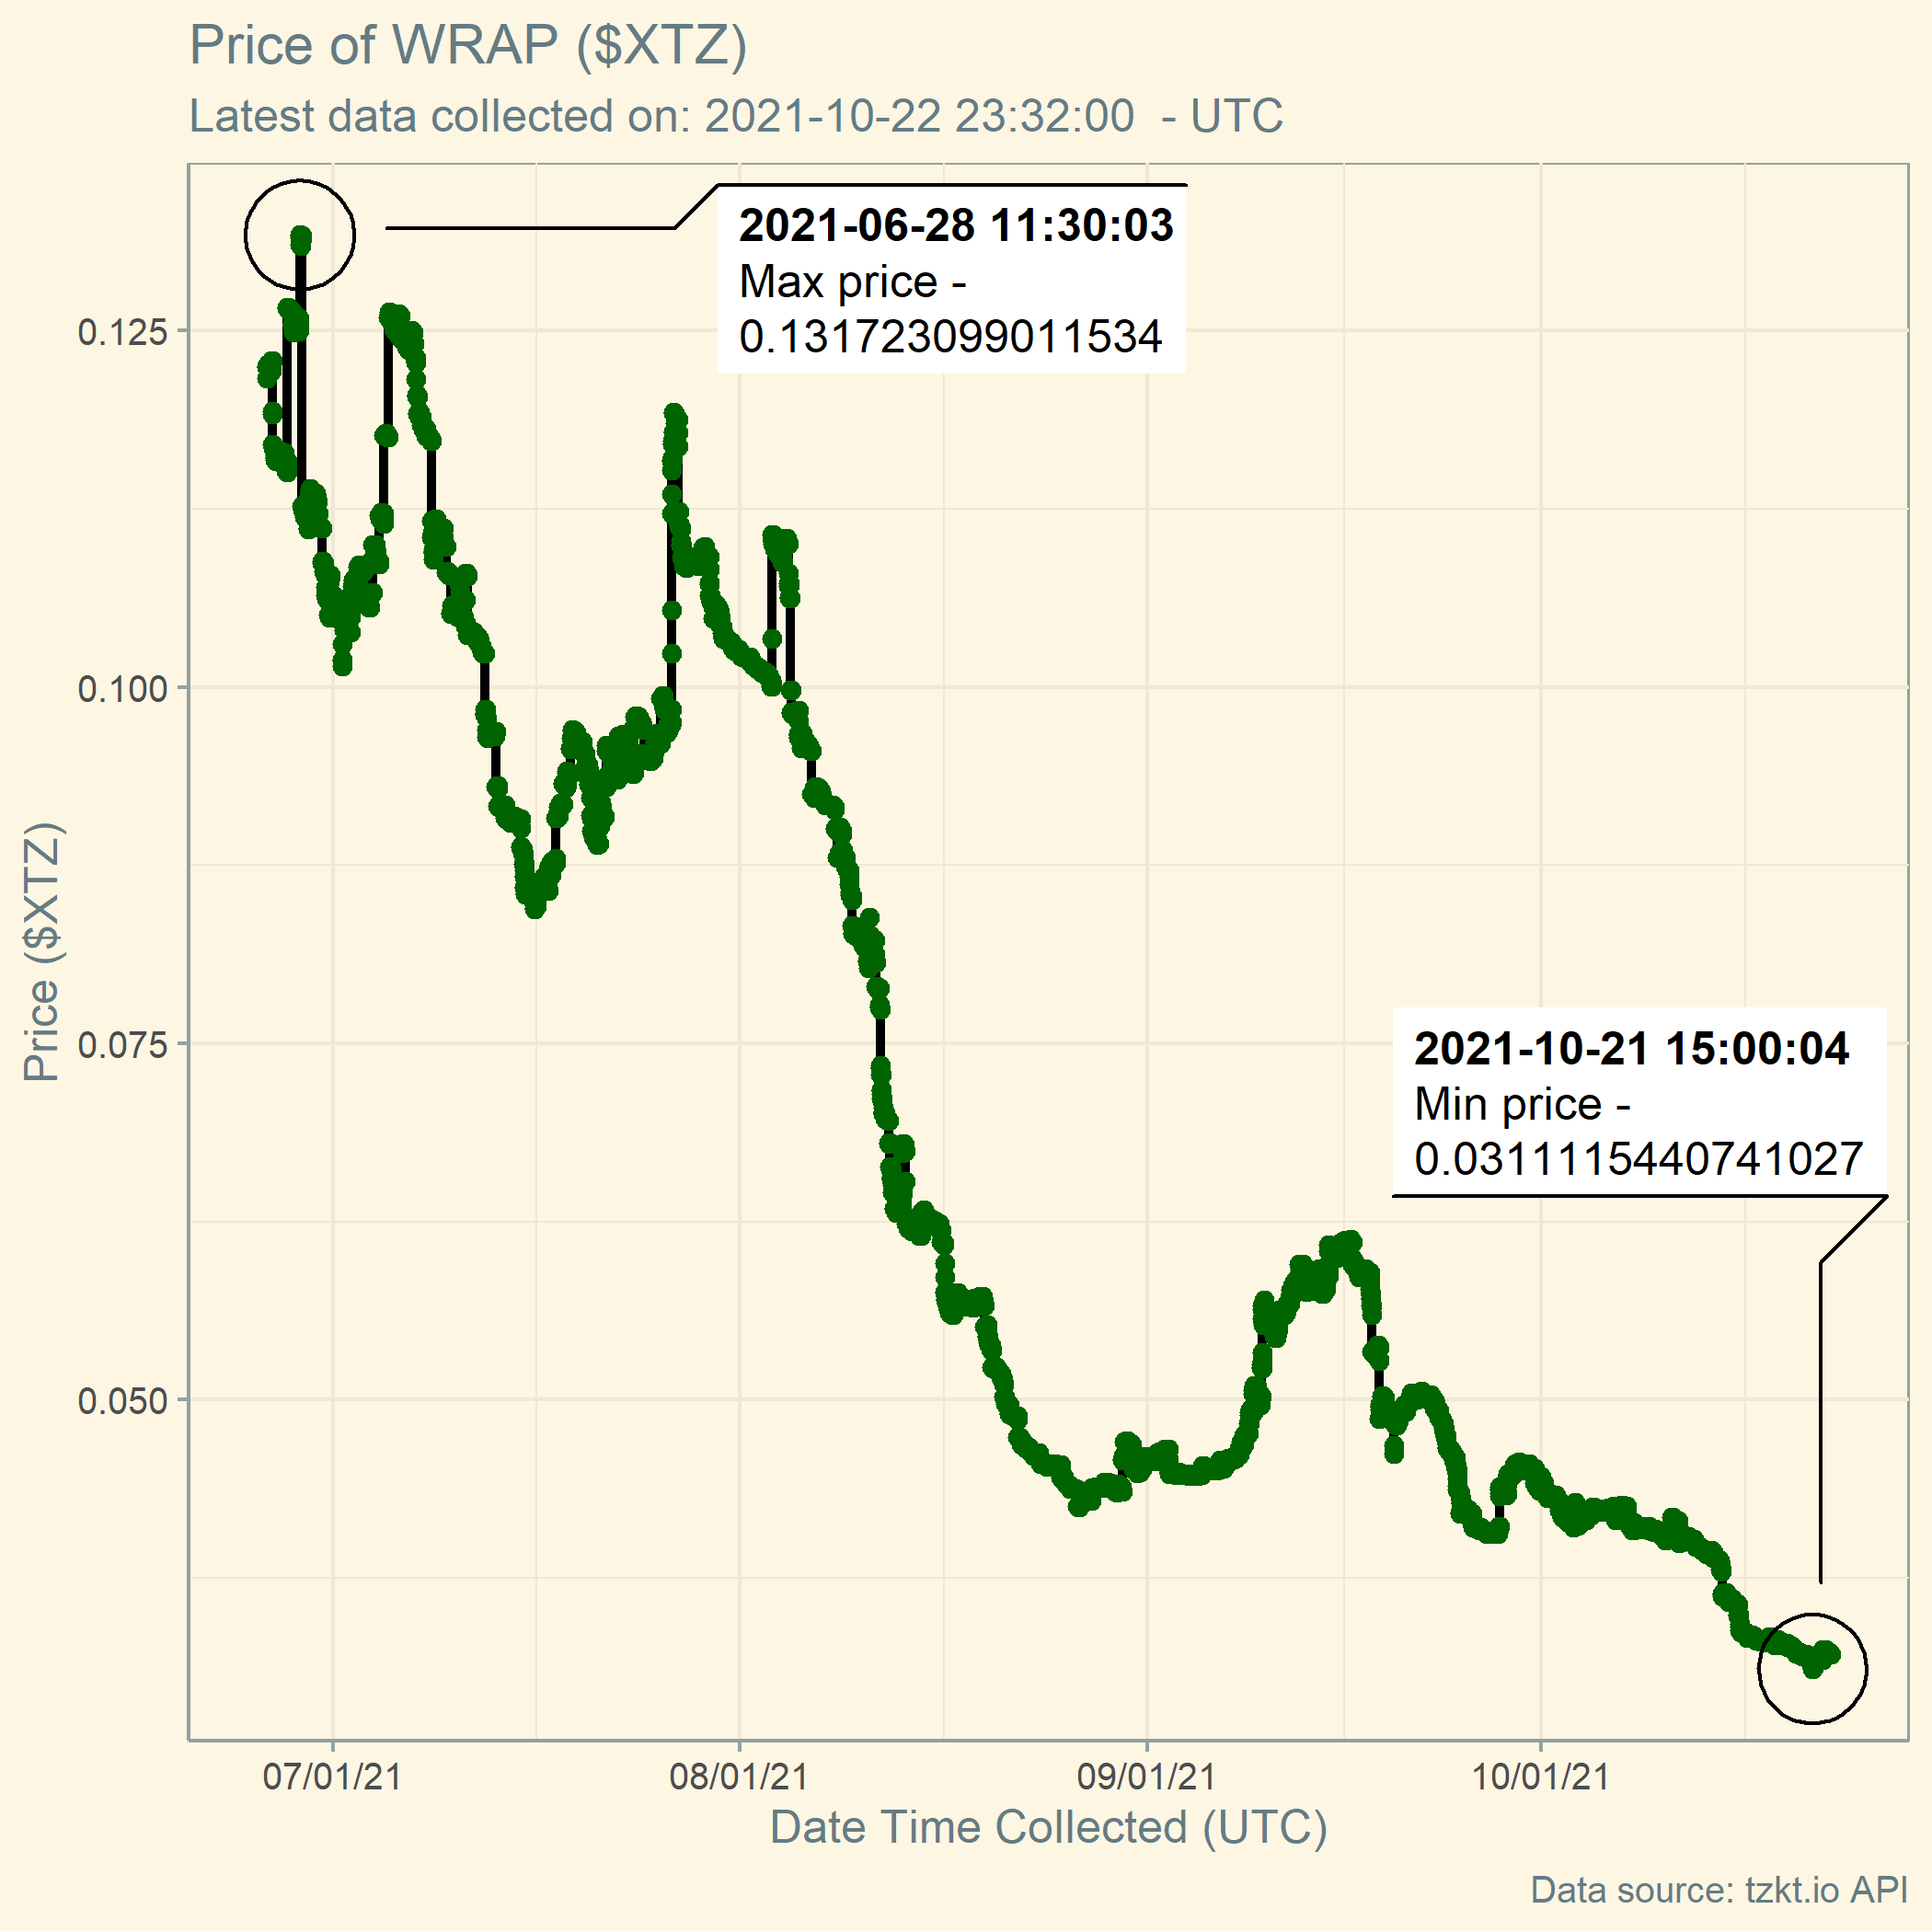 Price of WRAP ($XTZ)
Latest data collected on: 2021-10-22 23:32:00  - UTC
2021-06-28 11:30:03
Max price -
0.131723099011534
0.125
0.100
0.075
0.050
Price ($XTZ)
2021-10-21 15:00:04
Min price -
0.0311115440741027
07/01/21
08/01/21
09/01/21
10/01/21
Date Time Collected (UTC)
Data source: tzkt.io API